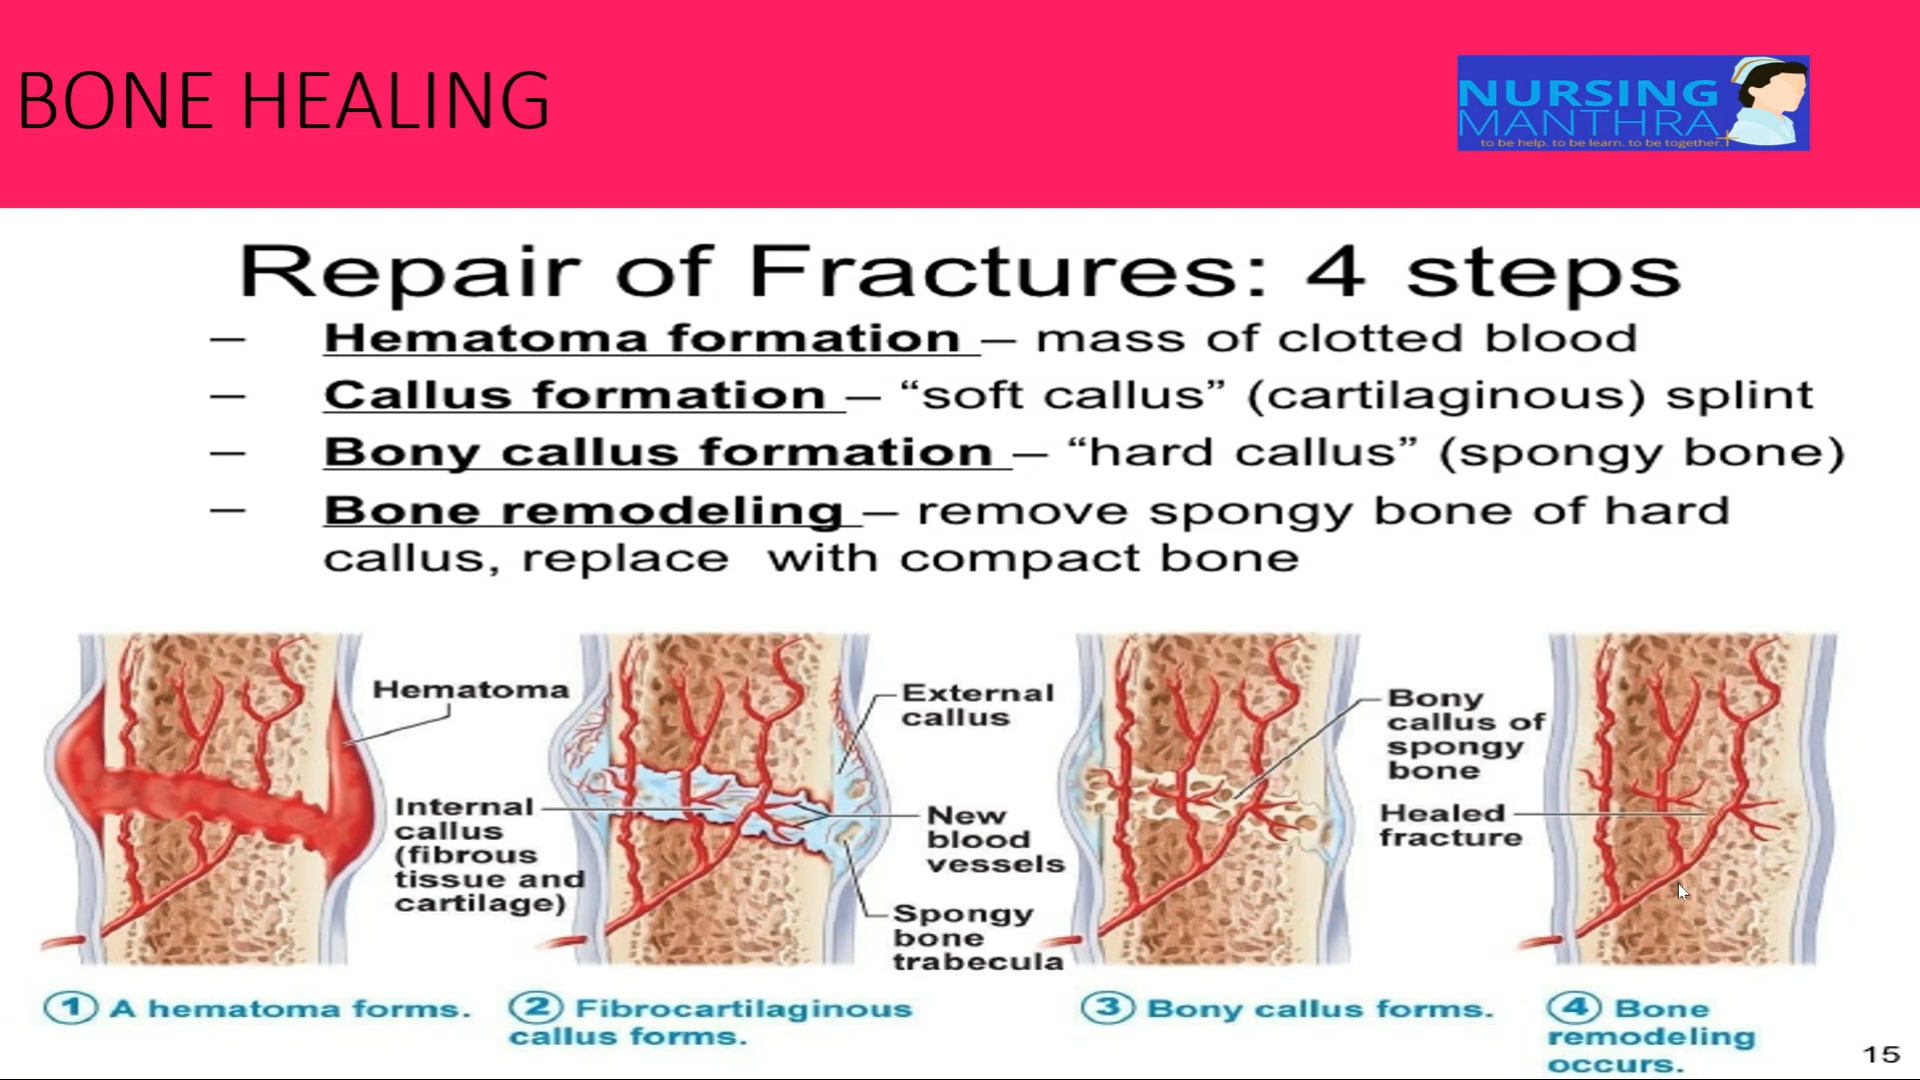 BONE HEALING
NURSING
MANTHRA
to be help. to be learn. to be together.
Repair of Fractures: 4 steps
– Hematoma formation – mass of clotted blood
– Callus formation – “soft callus” (cartilaginous) splint
– Bony callus formation – “hard callus” (spongy bone)
– Bone remodeling – remove spongy bone of hard
callus, replace with compact bone
Hematoma
Internal
callus
(fibrous
tissue and
cartilage)
External
callus
New
blood
vessels
Spongy
bone
trabecula
Bony
callus of
spongy
bone
Healed
fracture
1 A hematoma forms.
2 Fibrocartilaginous
callus forms.
3 Bony callus forms.
4 Bone
remodeling
occurs.
15